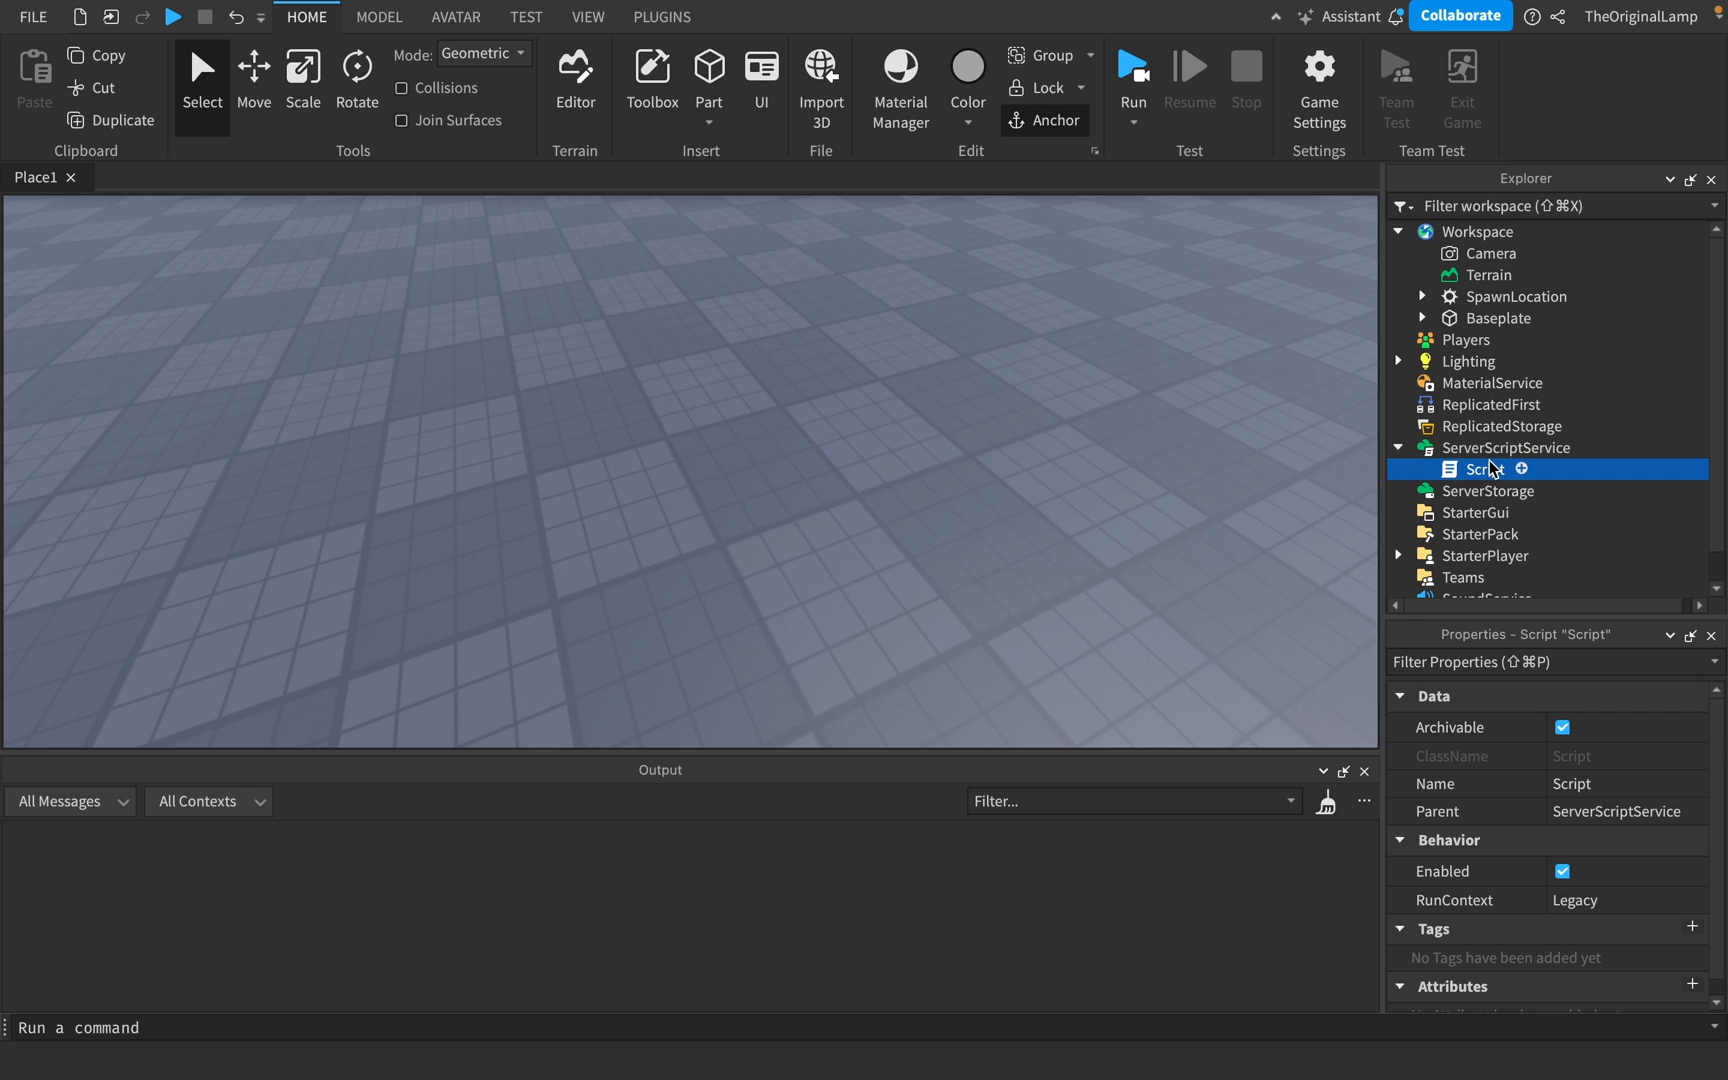 FILE HOME MODEL AVATAR TEST VIEW PLUGINS Assistant Collaborate TheOriginalLamp
Paste Copy Cut Duplicate
Clipboard
Select Move Scale Rotate Mode: Geometric
Collisions
Join Surfaces
Tools
Editor
Terrain
Toolbox Part UI
Insert
Import 3D
File
Material Manager Color Group Lock Anchor
Edit
Run Resume Stop
Test
Game Settings
Settings
Team Test Exit Game
Team Test
Place1
Explorer
Filter workspace (⇧⌘X)
Workspace
Camera
Terrain
SpawnLocation
Baseplate
Players
Lighting
MaterialService
ReplicatedFirst
ReplicatedStorage
ServerScriptService
Script
ServerStorage
StarterGui
StarterPack
StarterPlayer
Teams
SoundService
Properties - Script "Script"
Filter Properties (⇧⌘P)
Data
Archivable
ClassName Script
Name Script
Parent ServerScriptService
Behavior
Enabled
RunContext Legacy
Tags
No Tags have been added yet
Attributes
Output
All Messages All Contexts Filter...
Run a command